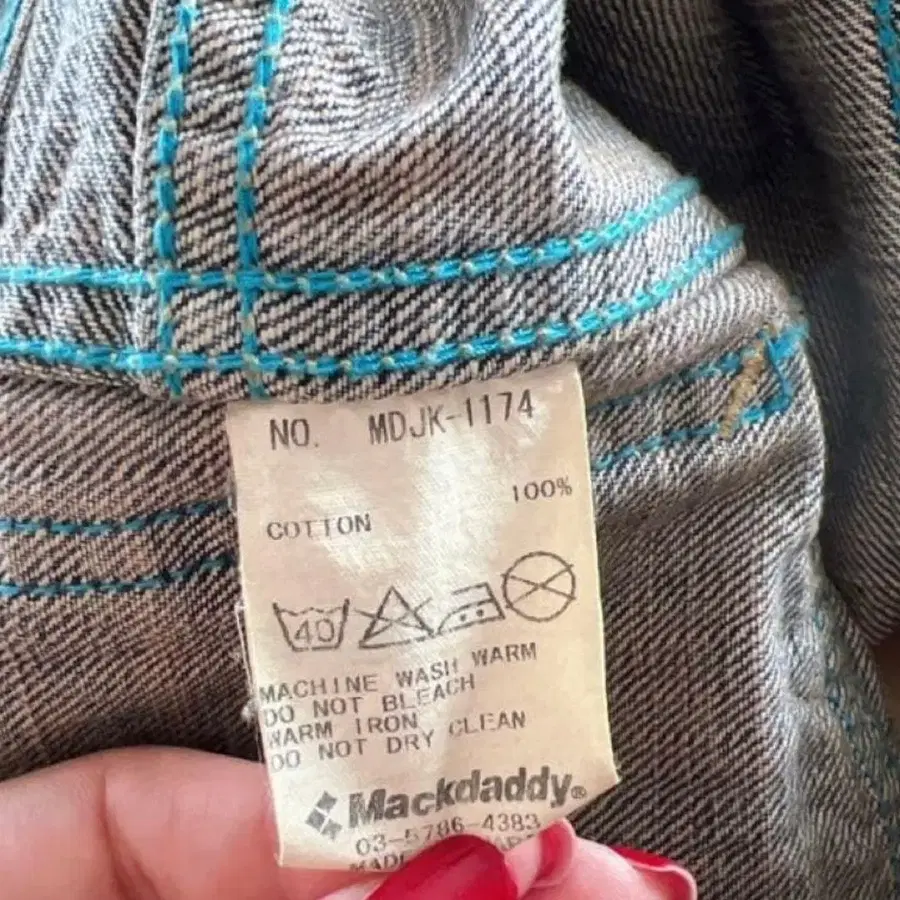 NO. MDJK-1174
100%
COTTON
40
MACHINE WASH WARM
DO NOT BLEACH
WARM IRON
DO NOT DRY CLEAN
Mackdaddy®
03-5786-4383
MADE